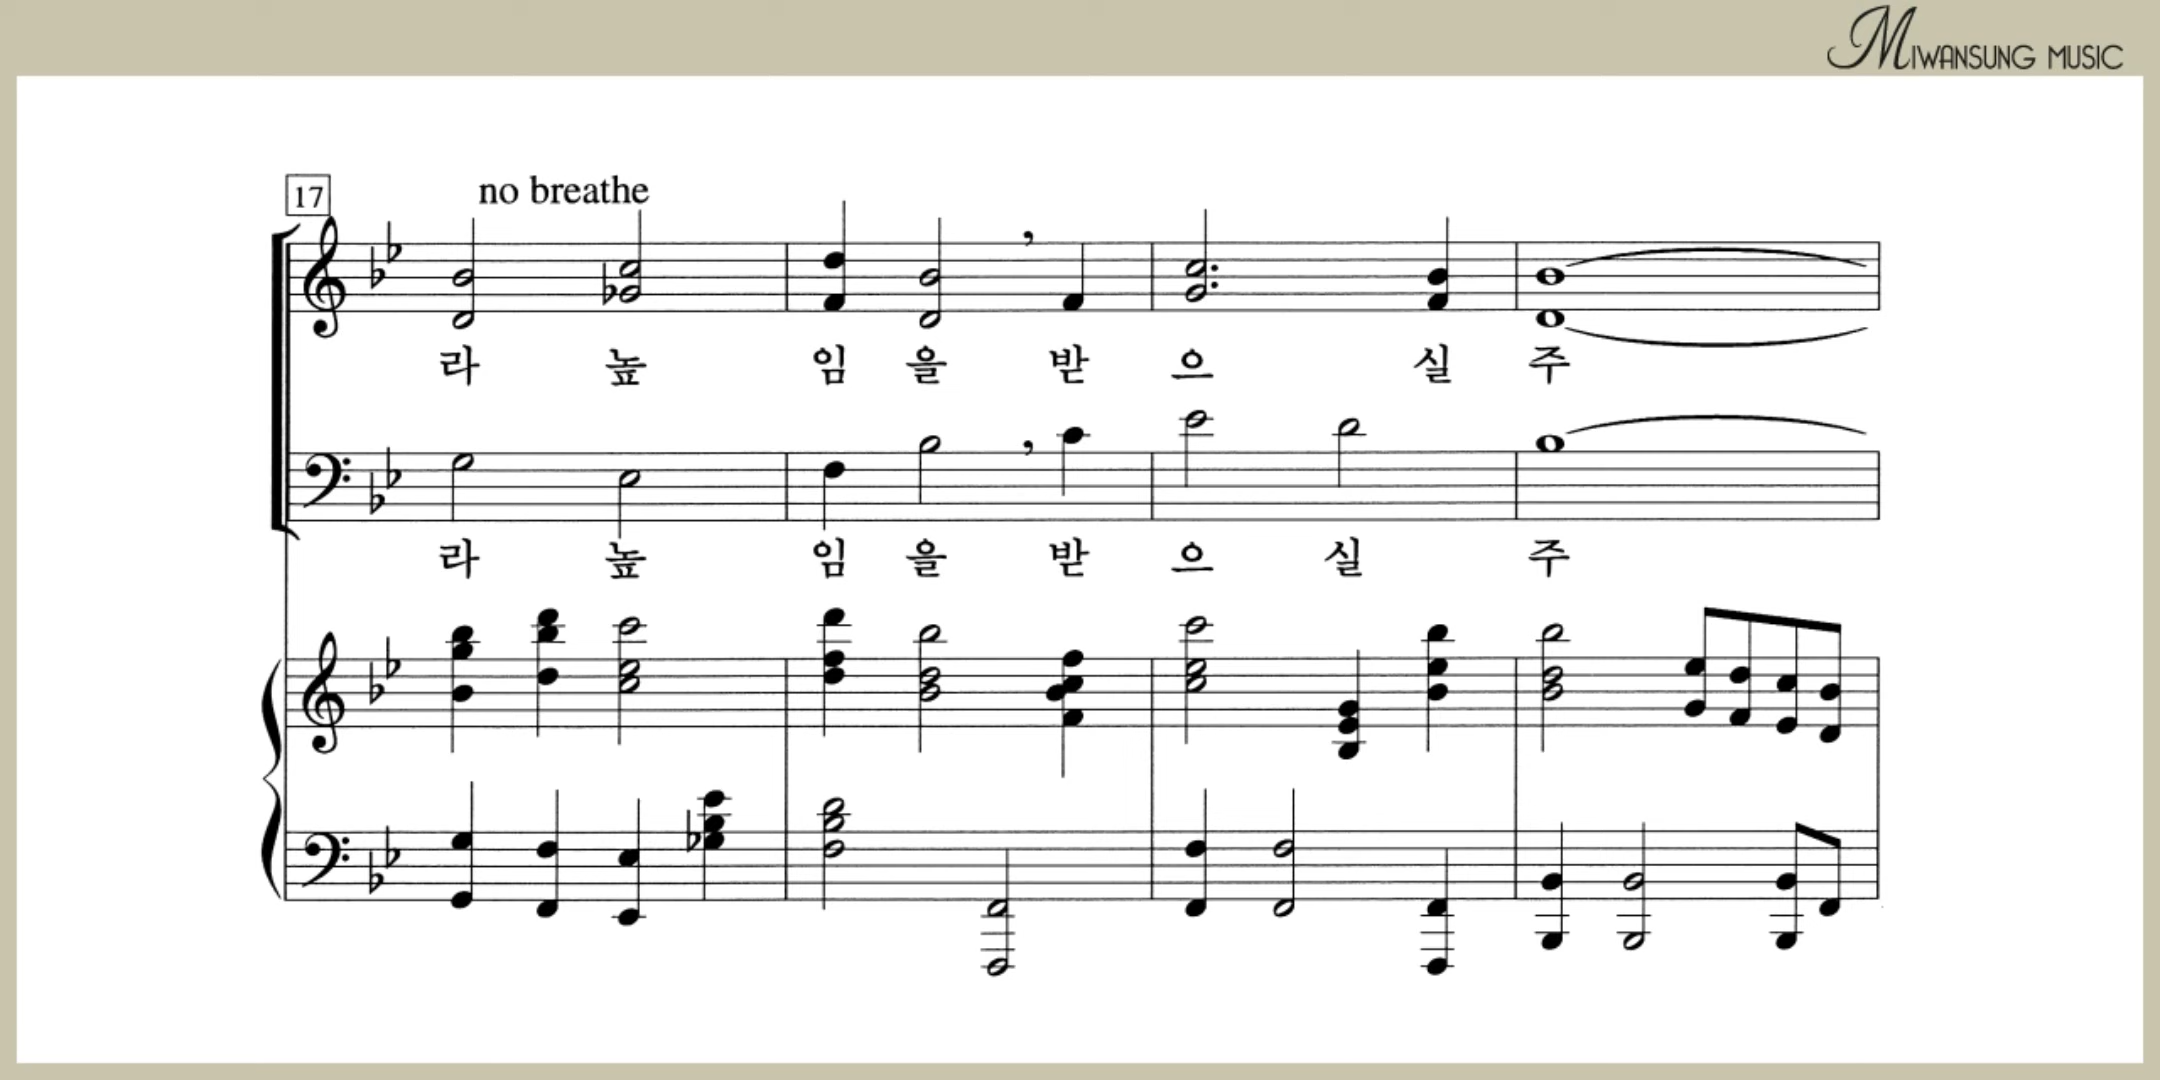 MIWANSUNG MUSIC
17
no breathe
라 높 임 을 받 으 실 주
라 높 임 을 받 으 실 주